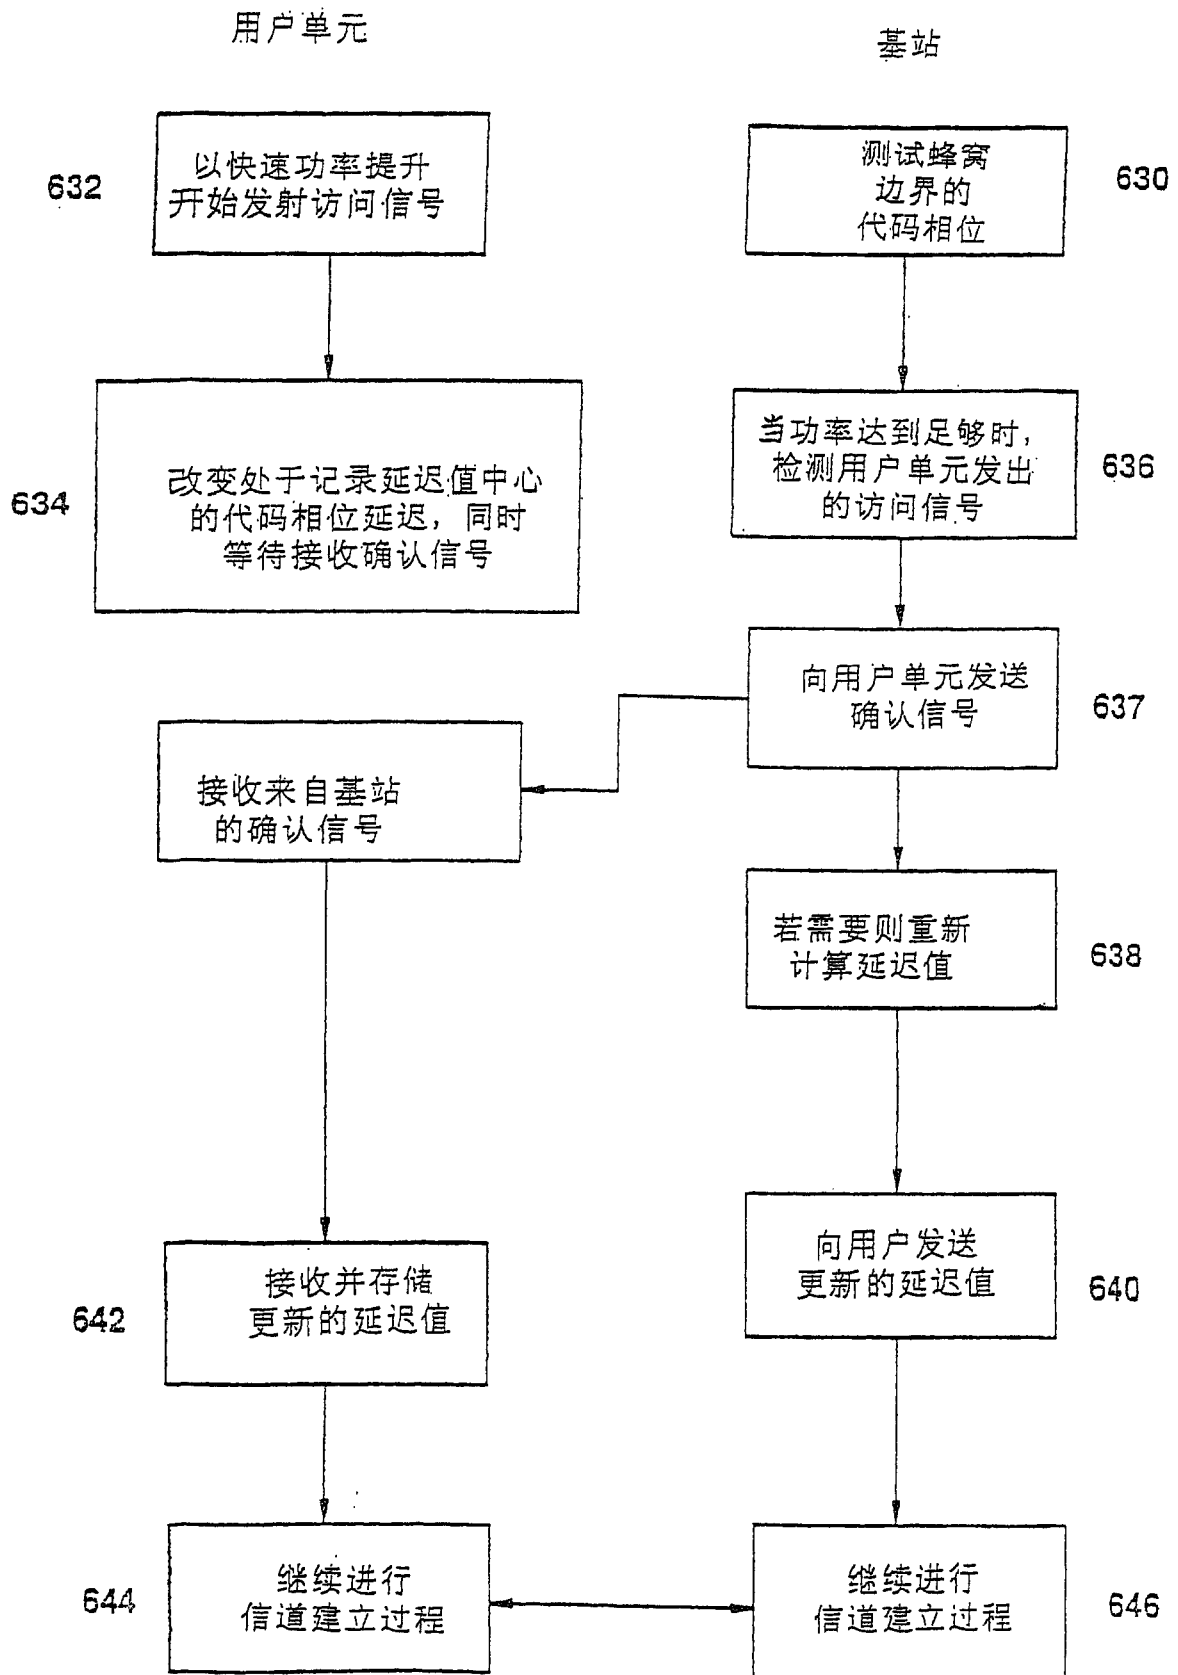 用户单元
基站
632
以快速功率提升
开始发射访问信号
测试蜂窝
边界的
代码相位
630
634
改变处于记录延迟值中心
的代码相位延迟，同时
等待接收确认信号
当功率达到足够时，
检测用户单元发出
的访问信号
636
向用户单元发送
确认信号
637
接收来自基站
的确认信号
若需要则重新
计算延迟值
638
向用户发送
更新的延迟值
640
642
接收并存储
更新的延迟值
644
继续进行
信道建立过程
继续进行
信道建立过程
646